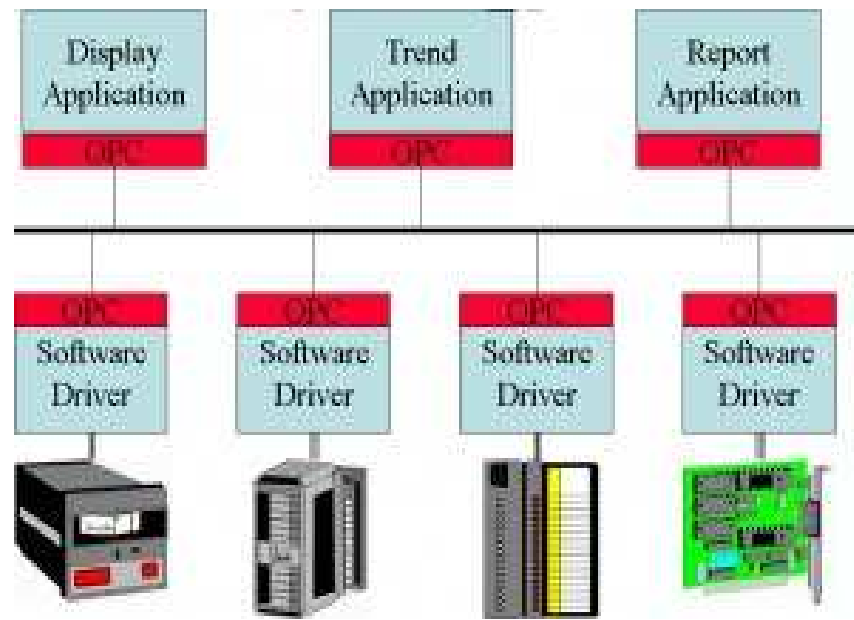 Display
Application
OPC
Trend
Application
OPC
Report
Application
OPC
OPC
Software
Driver
OPC
Software
Driver
OPC
Software
Driver
OPC
Software
Driver